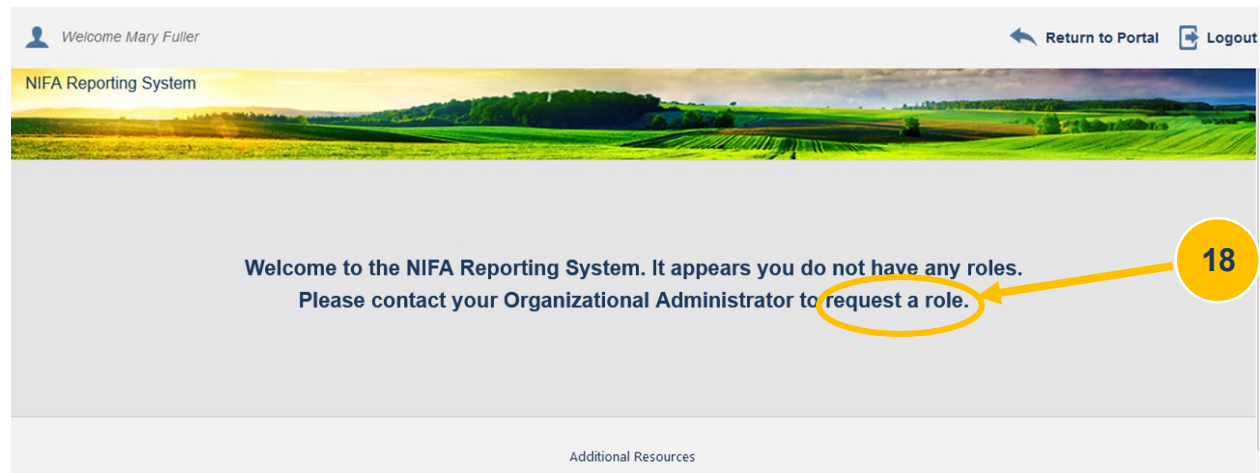 Welcome Mary Fuller
Return to Portal
Logout
NIFA Reporting System
Welcome to the NIFA Reporting System. It appears you do not have any roles.
Please contact your Organizational Administrator to request a role.
18
Additional Resources